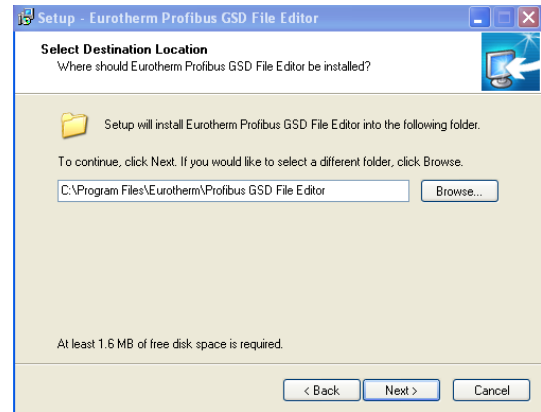 Setup - Eurotherm Profibus GSD File Editor
Select Destination Location
Where should Eurotherm Profibus GSD File Editor be installed?
Setup will install Eurotherm Profibus GSD File Editor into the following folder.
To continue, click Next. If you would like to select a different folder, click Browse.
C:\Program Files\Eurotherm\Profibus GSD File Editor
Browse...
At least 1.6 MB of free disk space is required.
< Back
Next >
Cancel